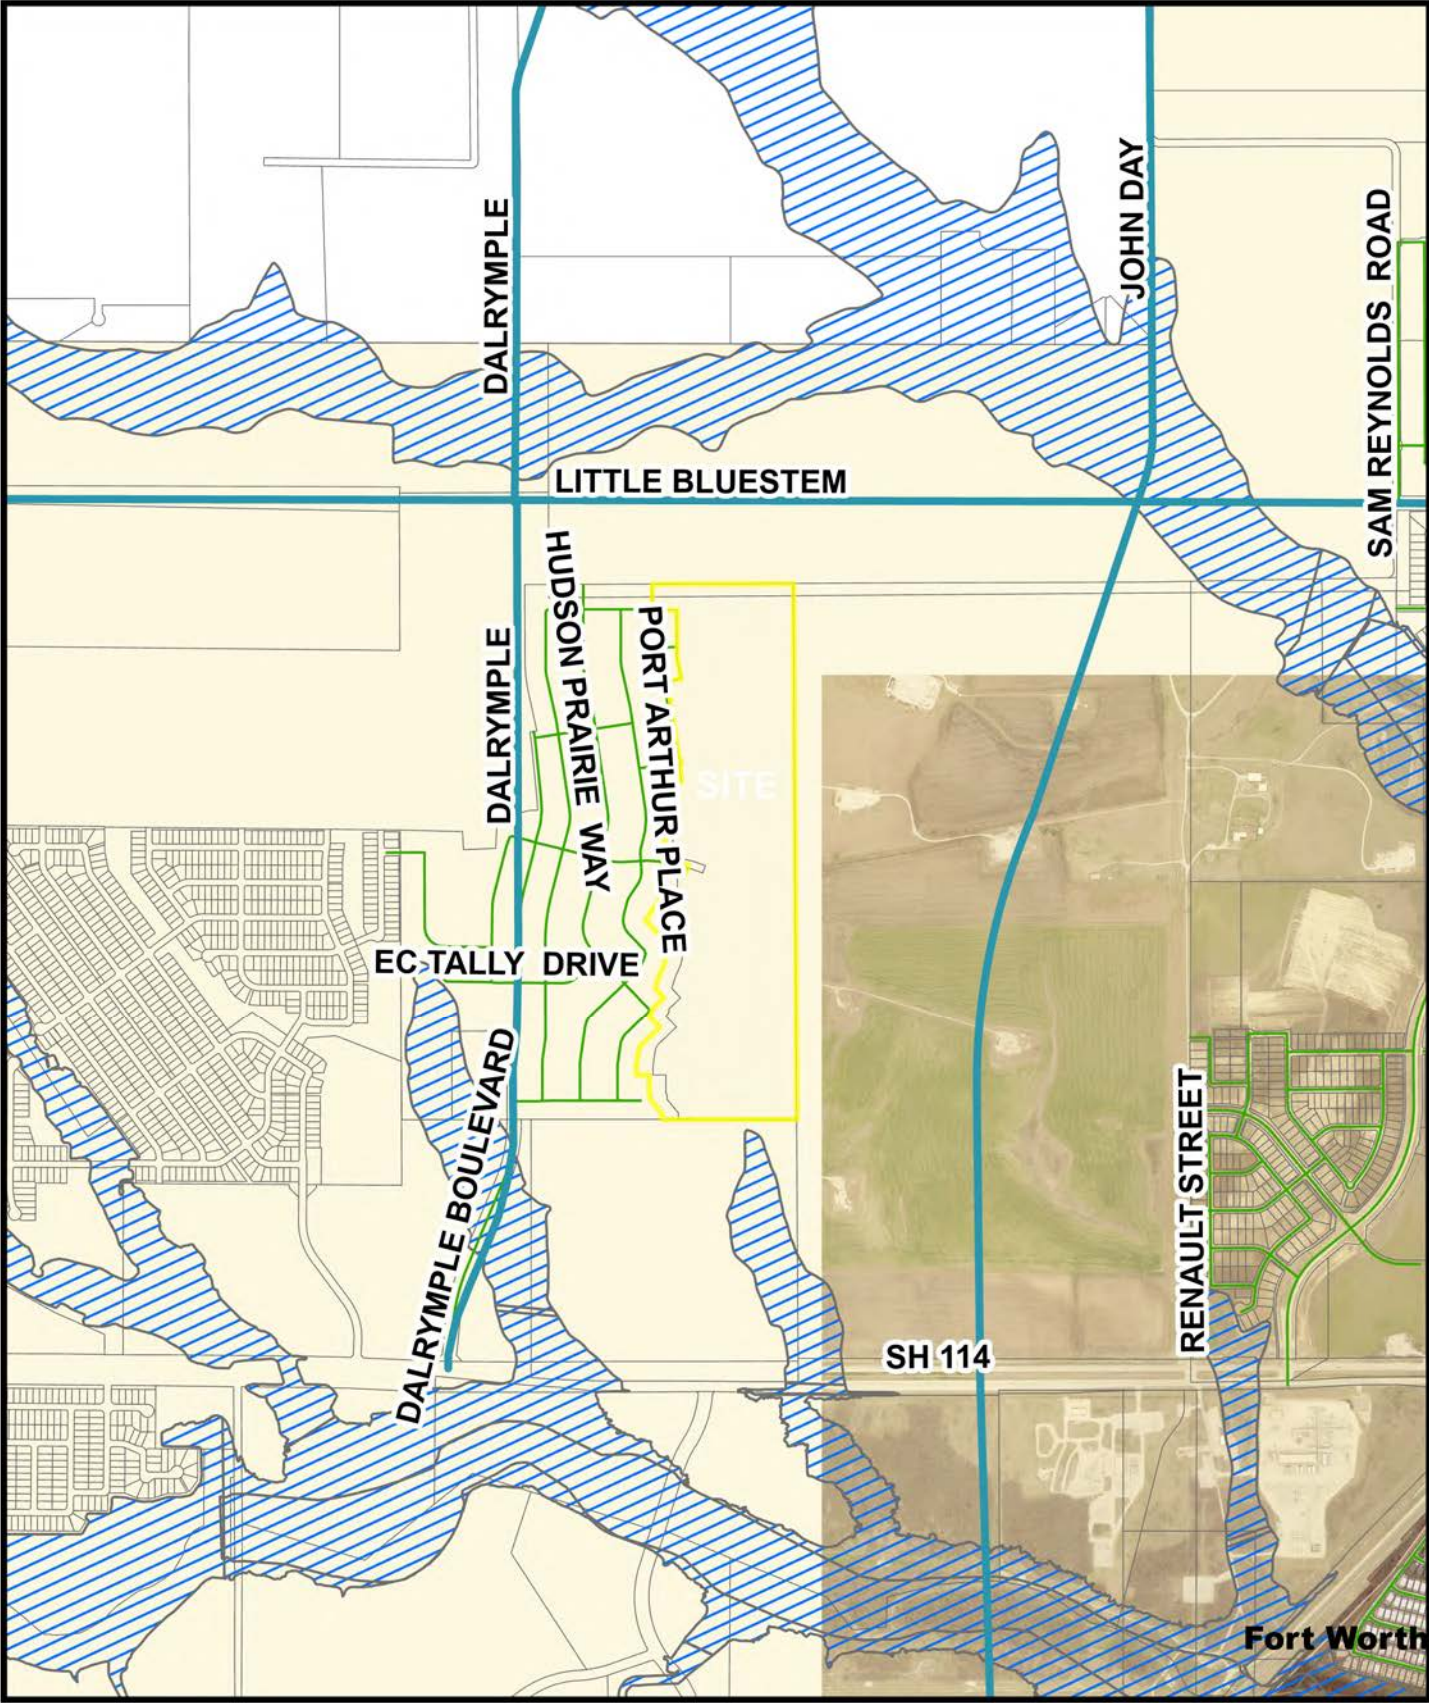 JOHN DAY
DALRYMPLE
SAM REYNOLDS ROAD
LITTLE BLUESTEM
HUDSON PRAIRIE WAY
PORT ARTHUR PLACE
DALRYMPLE
SITE
EC TALLY DRIVE
DALRYMPLE BOULEVARD
RENAULT STREET
SH 114
Fort Worth